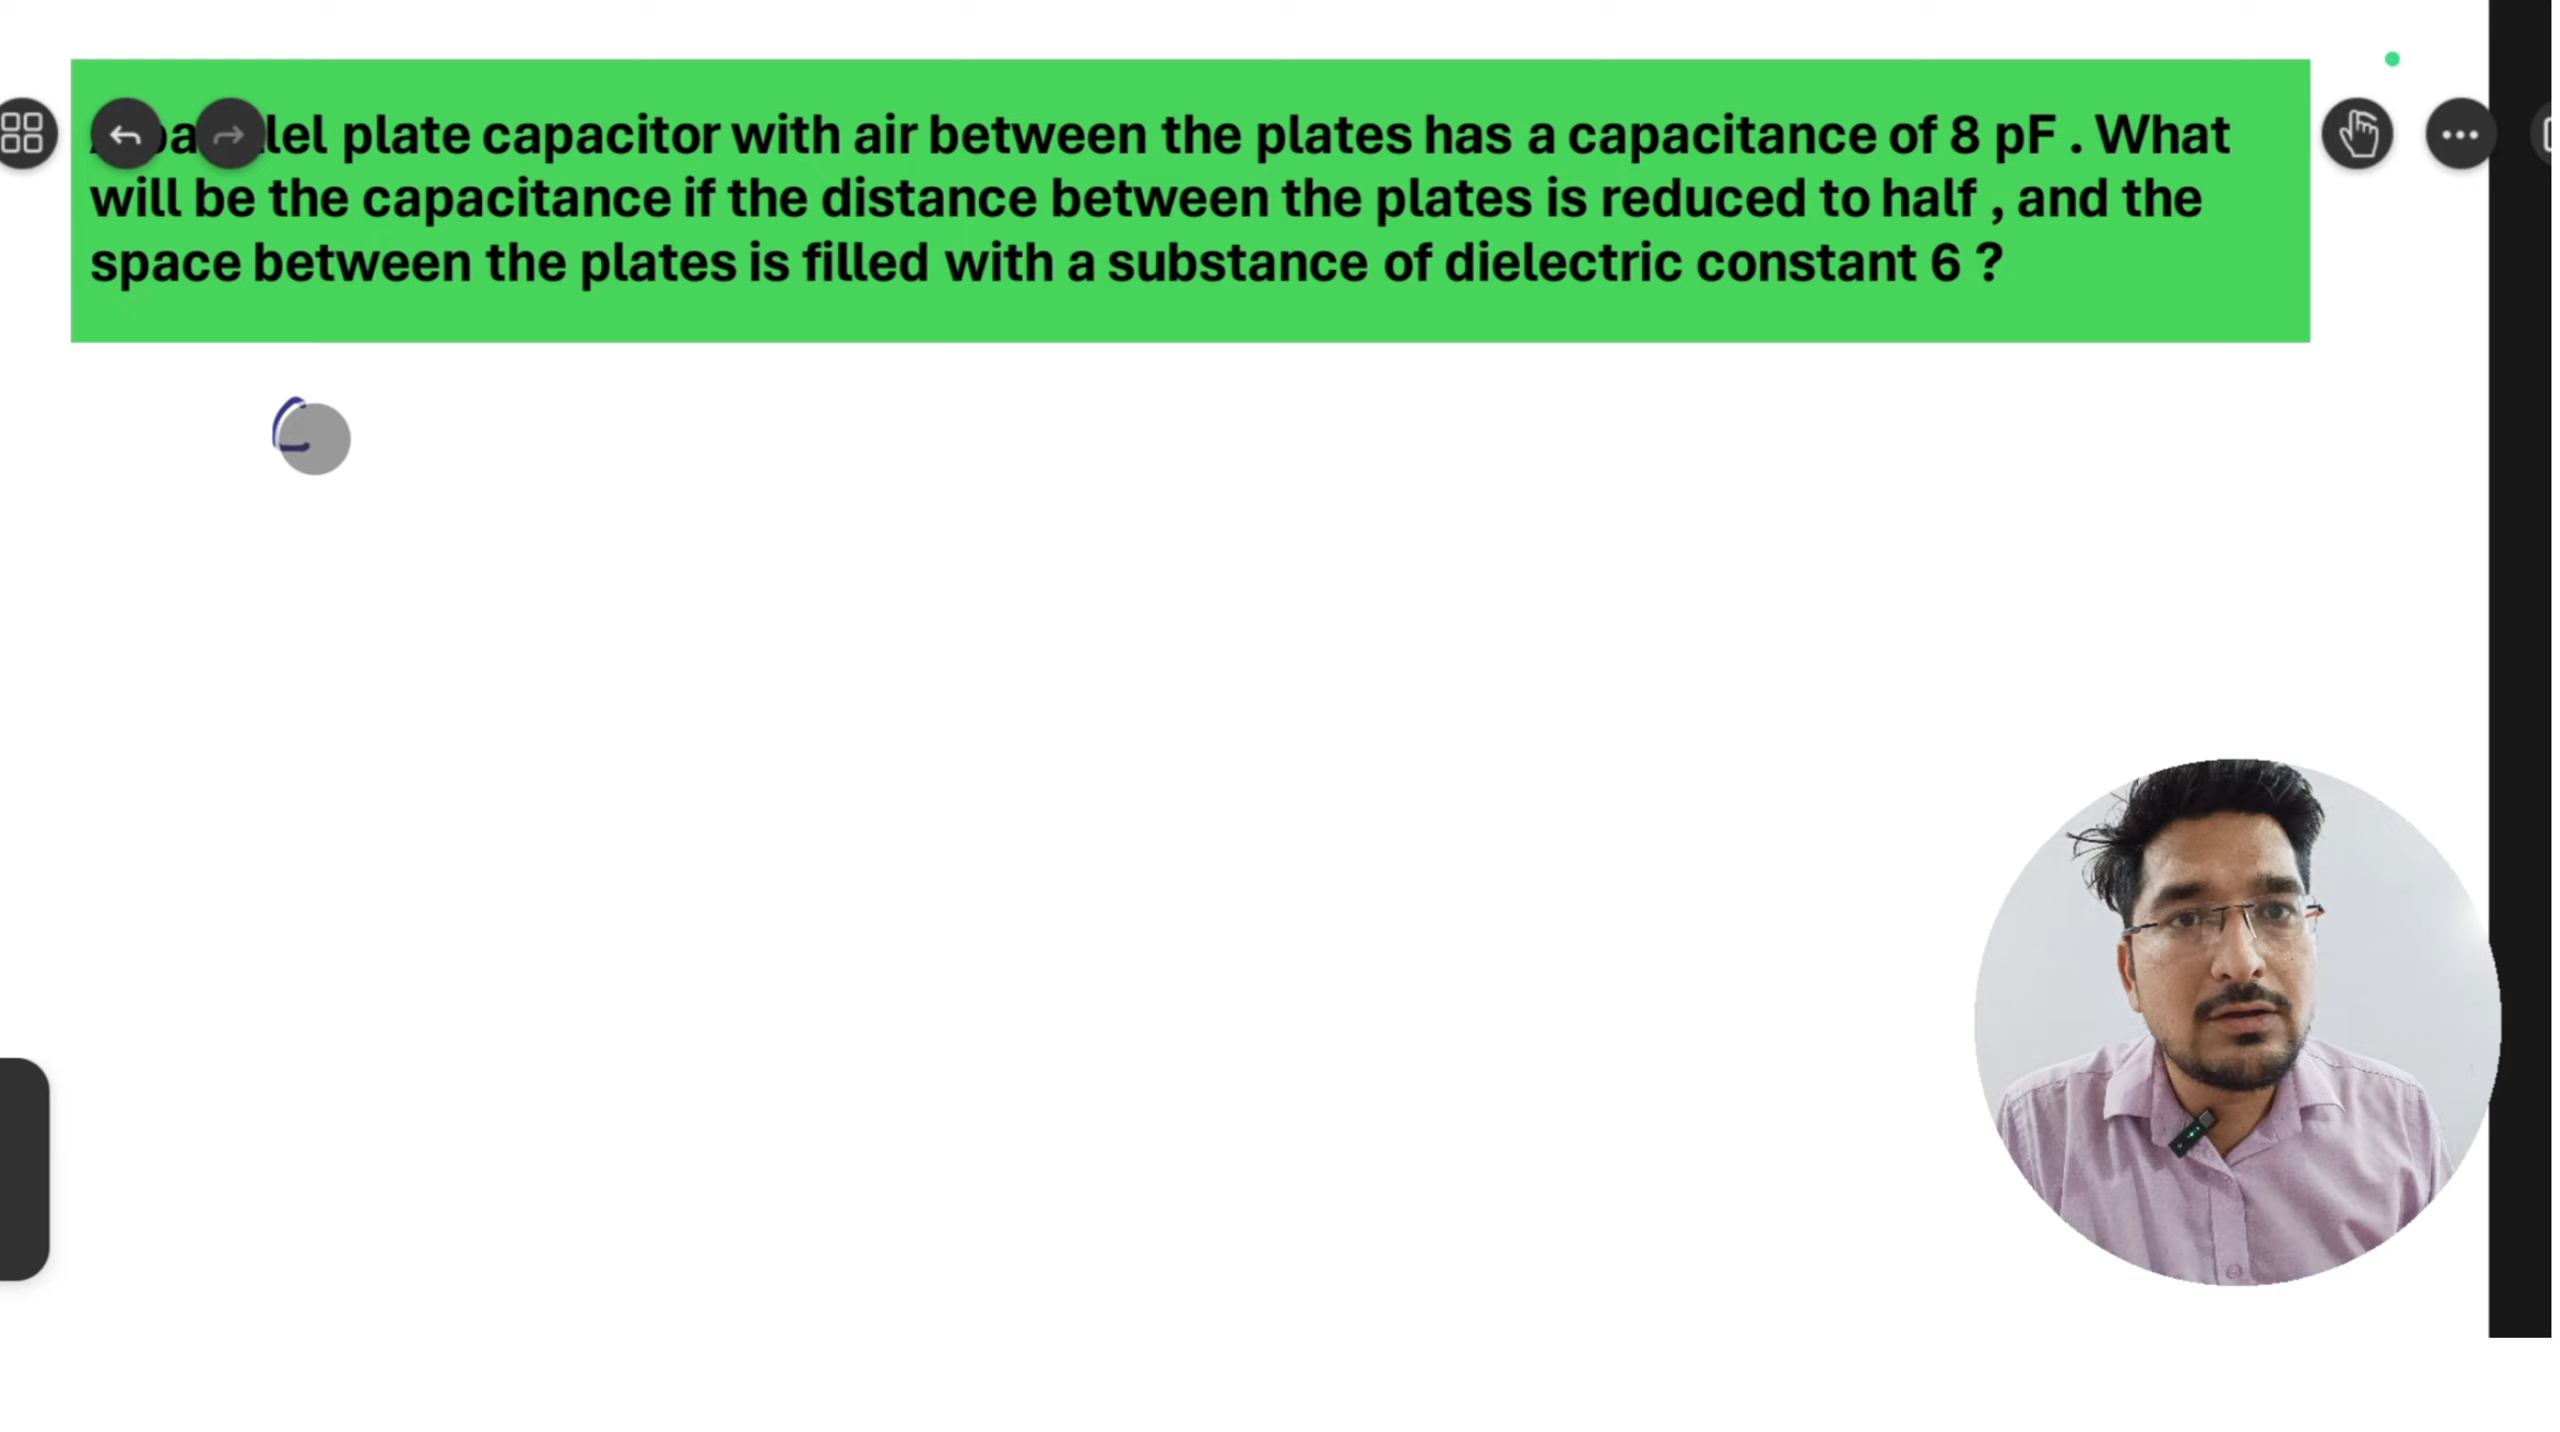 plate capacitor with air between the plates has a capacitance of 8 pF . What
will be the capacitance if the distance between the plates is reduced to half , and the
space between the plates is filled with a substance of dielectric constant 6 ?